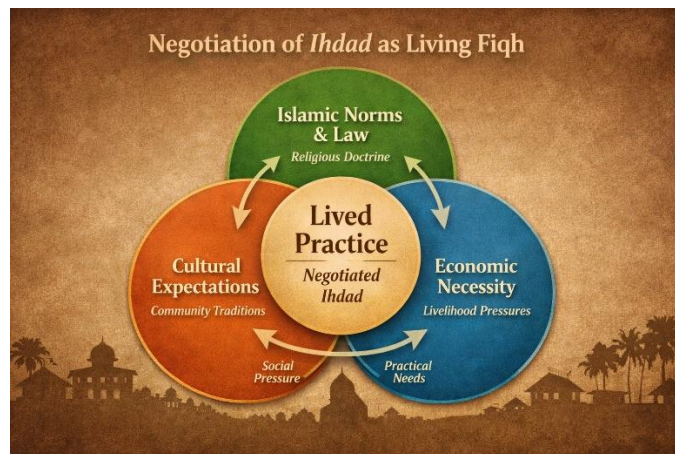 Negotiation of Ihdad as Living Fiqh
Islamic Norms
& Law
Religious Doctrine
Lived
Practice
Negotiated
Ihdad
Cultural
Expectations
Community Traditions
Economic
Necessity
Livelihood Pressures
Social
Pressure
Practical
Needs